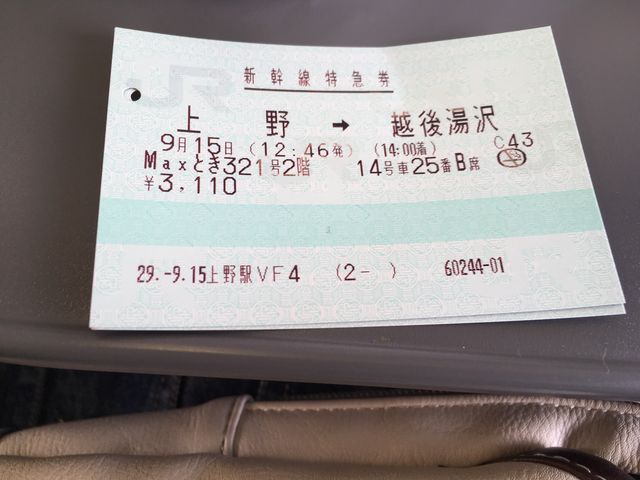 新幹線特急券
上野 → 越後湯沢
9月15日 (12:46発) (14:00着) C43
Maxとき321号2階 14号車25番B席
¥3,110
29.-9.15上野駅VF4 (2- ) 60244-01